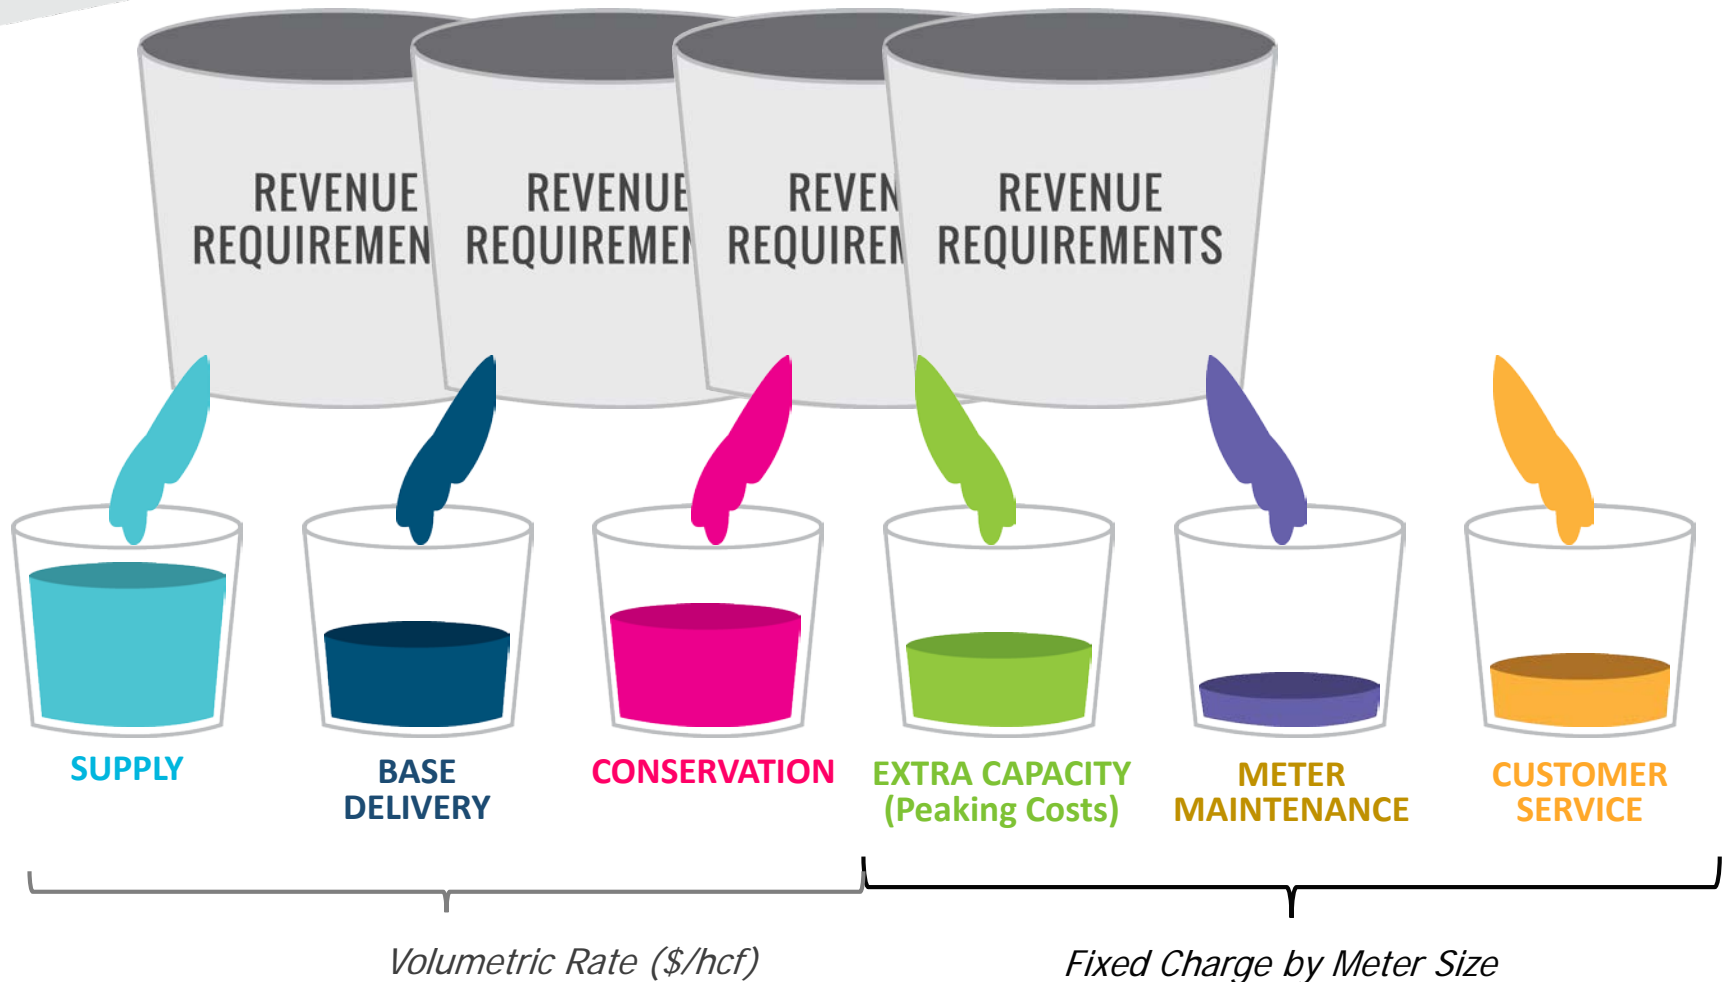 REVENUE
REQUIREMEN
REVENUE
REQUIREMEN
REVEN
REQUIREM
REVENUE
REQUIREMENTS
SUPPLY
BASE
DELIVERY
CONSERVATION
EXTRA CAPACITY
(Peaking Costs)
METER
MAINTENANCE
CUSTOMER
SERVICE
Volumetric Rate ($/hcf)
Fixed Charge by Meter Size